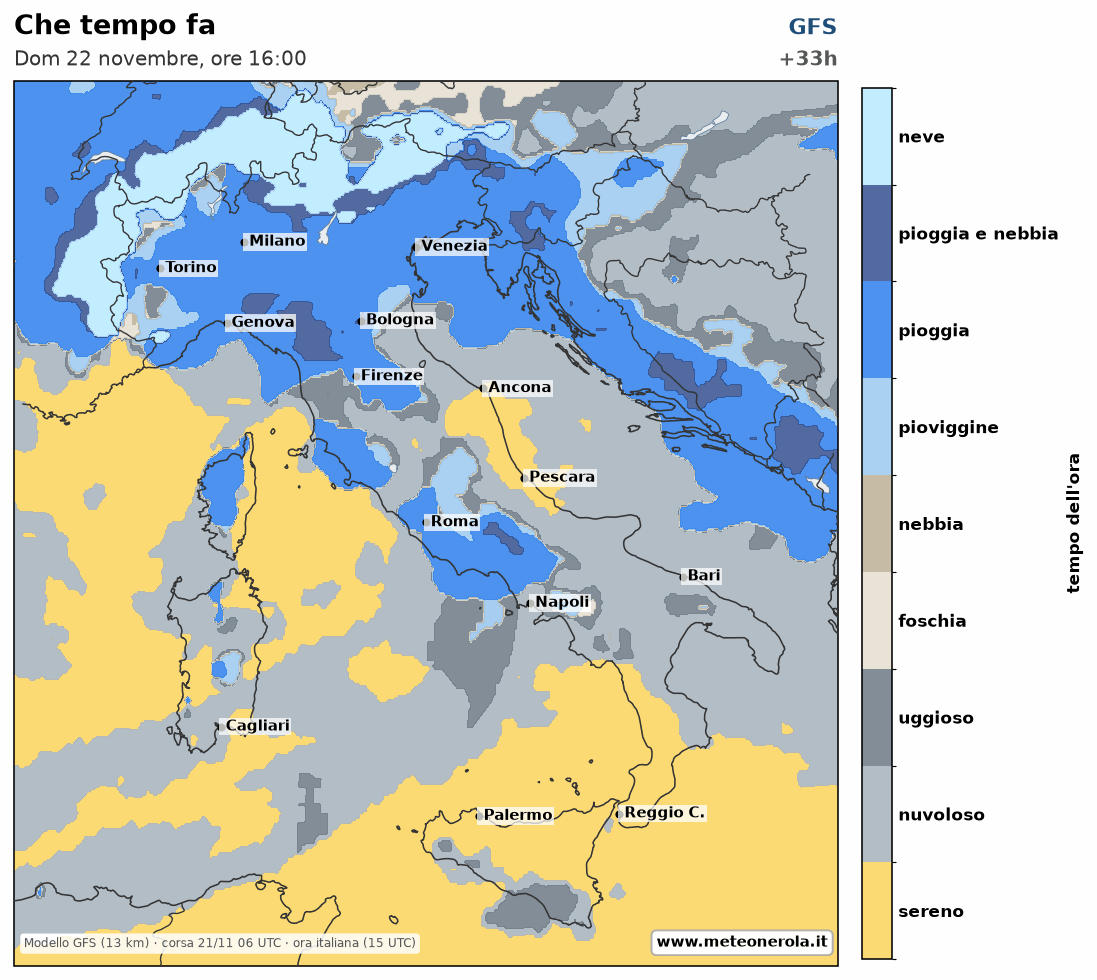 Che tempo fa
GFS
Dom 22 novembre, ore 16:00
+33h
neve
pioggia e nebbia
pioggia
pioviggine
nebbia
foschia
uggioso
nuvoloso
sereno
tempo dell'ora
Milano
Venezia
Torino
Genova
Bologna
Firenze
Ancona
Pescara
Roma
Bari
Napoli
Cagliari
Palermo
Reggio C.
Modello GFS (13 km) · corsa 21/11 06 UTC · ora italiana (15 UTC)
www.meteonerola.it